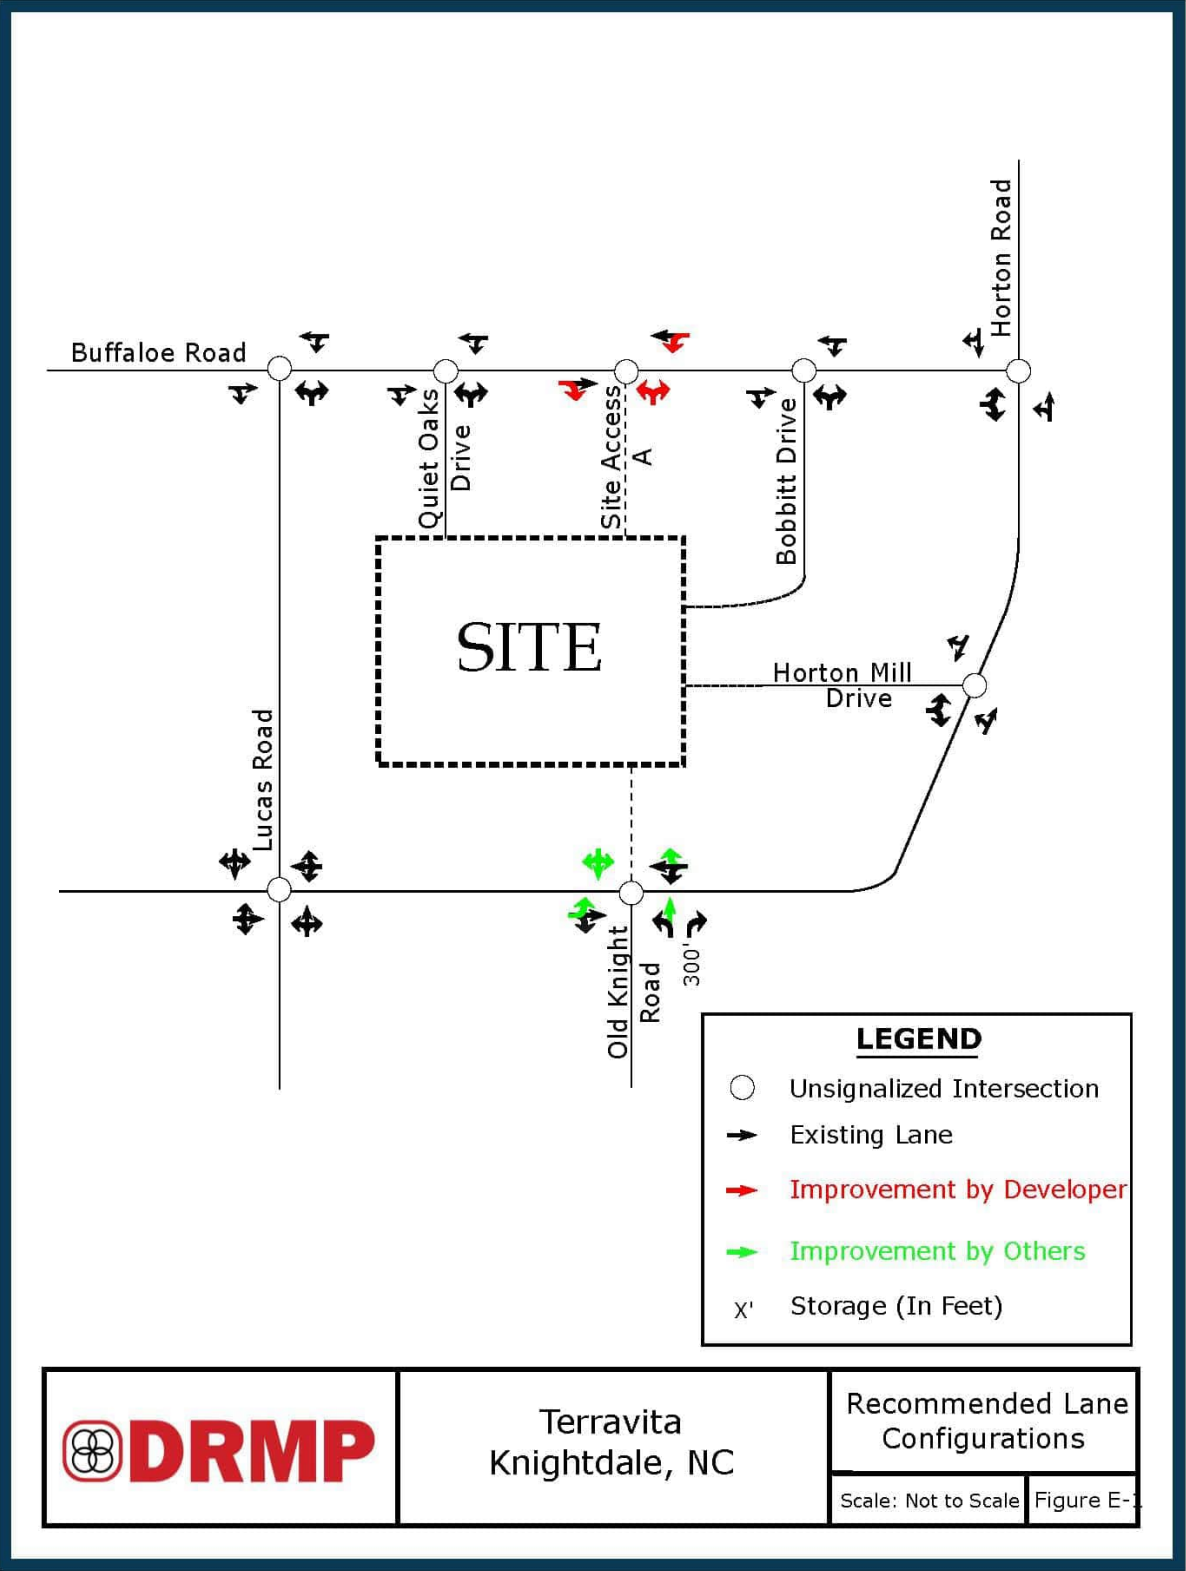 Horton Road
Buffaloe Road
Quiet Oaks
Drive
Site Access
A
Bobbitt Drive
SITE
Horton Mill
Drive
Lucas Road
Old Knight
Road
300'
LEGEND
Unsignalized Intersection
Existing Lane
Improvement by Developer
Improvement by Others
X' Storage (In Feet)
DRMP
Terravita
Knightdale, NC
Recommended Lane
Configurations
Scale: Not to Scale
Figure E-1